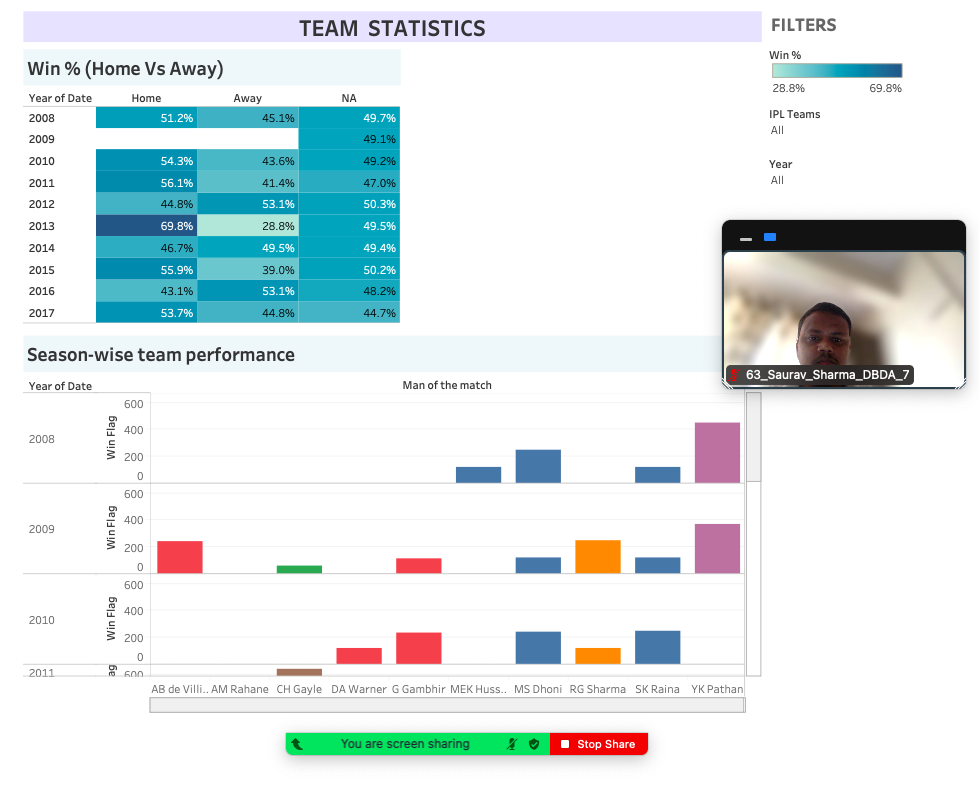 TEAM STATISTICS
FILTERS
Win % (Home Vs Away)
Win %
28.8% 69.8%
IPL Teams
All
Year
All
Year of Date Home Away NA
2008 51.2% 45.1% 49.7%
2009 49.1%
2010 54.3% 43.6% 49.2%
2011 56.1% 41.4% 47.0%
2012 44.8% 53.1% 50.3%
2013 69.8% 28.8% 49.5%
2014 46.7% 49.5% 49.4%
2015 55.9% 39.0% 50.2%
2016 43.1% 53.1% 48.2%
2017 53.7% 44.8% 44.7%
63_Saurav_Sharma_DBDA_7
Season-wise team performance
Year of Date Man of the match
2008 Win Flag
600
400
200
0
2009 Win Flag
600
400
200
0
2010 Win Flag
600
400
200
0
2011 ag 600
AB de Villi.. AM Rahane CH Gayle DA Warner G Gambhir MEK Huss.. MS Dhoni RG Sharma SK Raina YK Pathan
You are screen sharing Stop Share